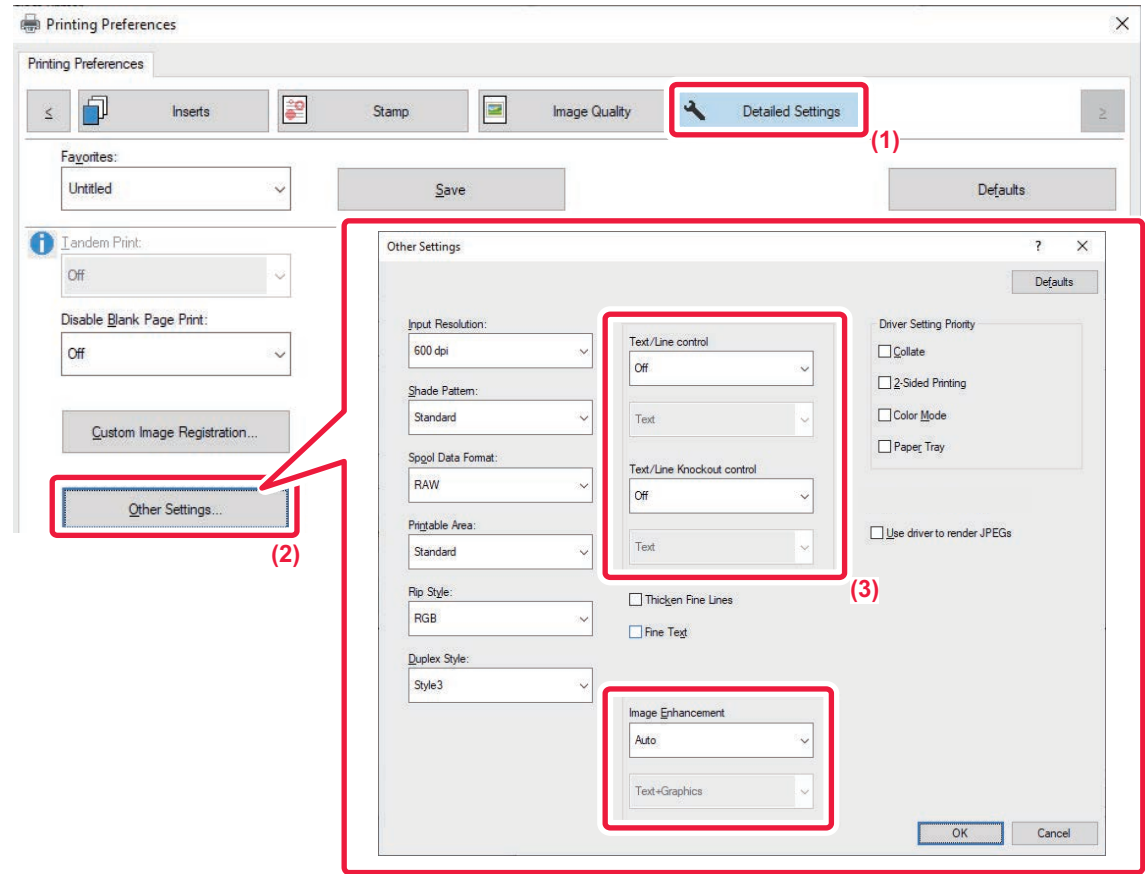 Printing Preferences
Printing Preferences
<
Inserts
Stamp
Image Quality
Detailed Settings
>
(1)
Favorites:
Untitled
Save
Defaults
Tandem Print:
Off
Disable Blank Page Print:
Off
Custom Image Registration...
Other Settings...
(2)
Other Settings
?
Defaults
Input Resolution:
600 dpi
Shade Pattern:
Standard
Spool Data Format:
RAW
Printable Area:
Standard
Rip Style:
RGB
Duplex Style:
Style3
Text/Line control
Off
Text
Text/Line Knockout control
Off
Text
(3)
Thicken Fine Lines
Fine Text
Image Enhancement
Auto
Text+Graphics
Driver Setting Priority
Collate
2-Sided Printing
Color Mode
Paper Tray
Use driver to render JPEGs
OK
Cancel